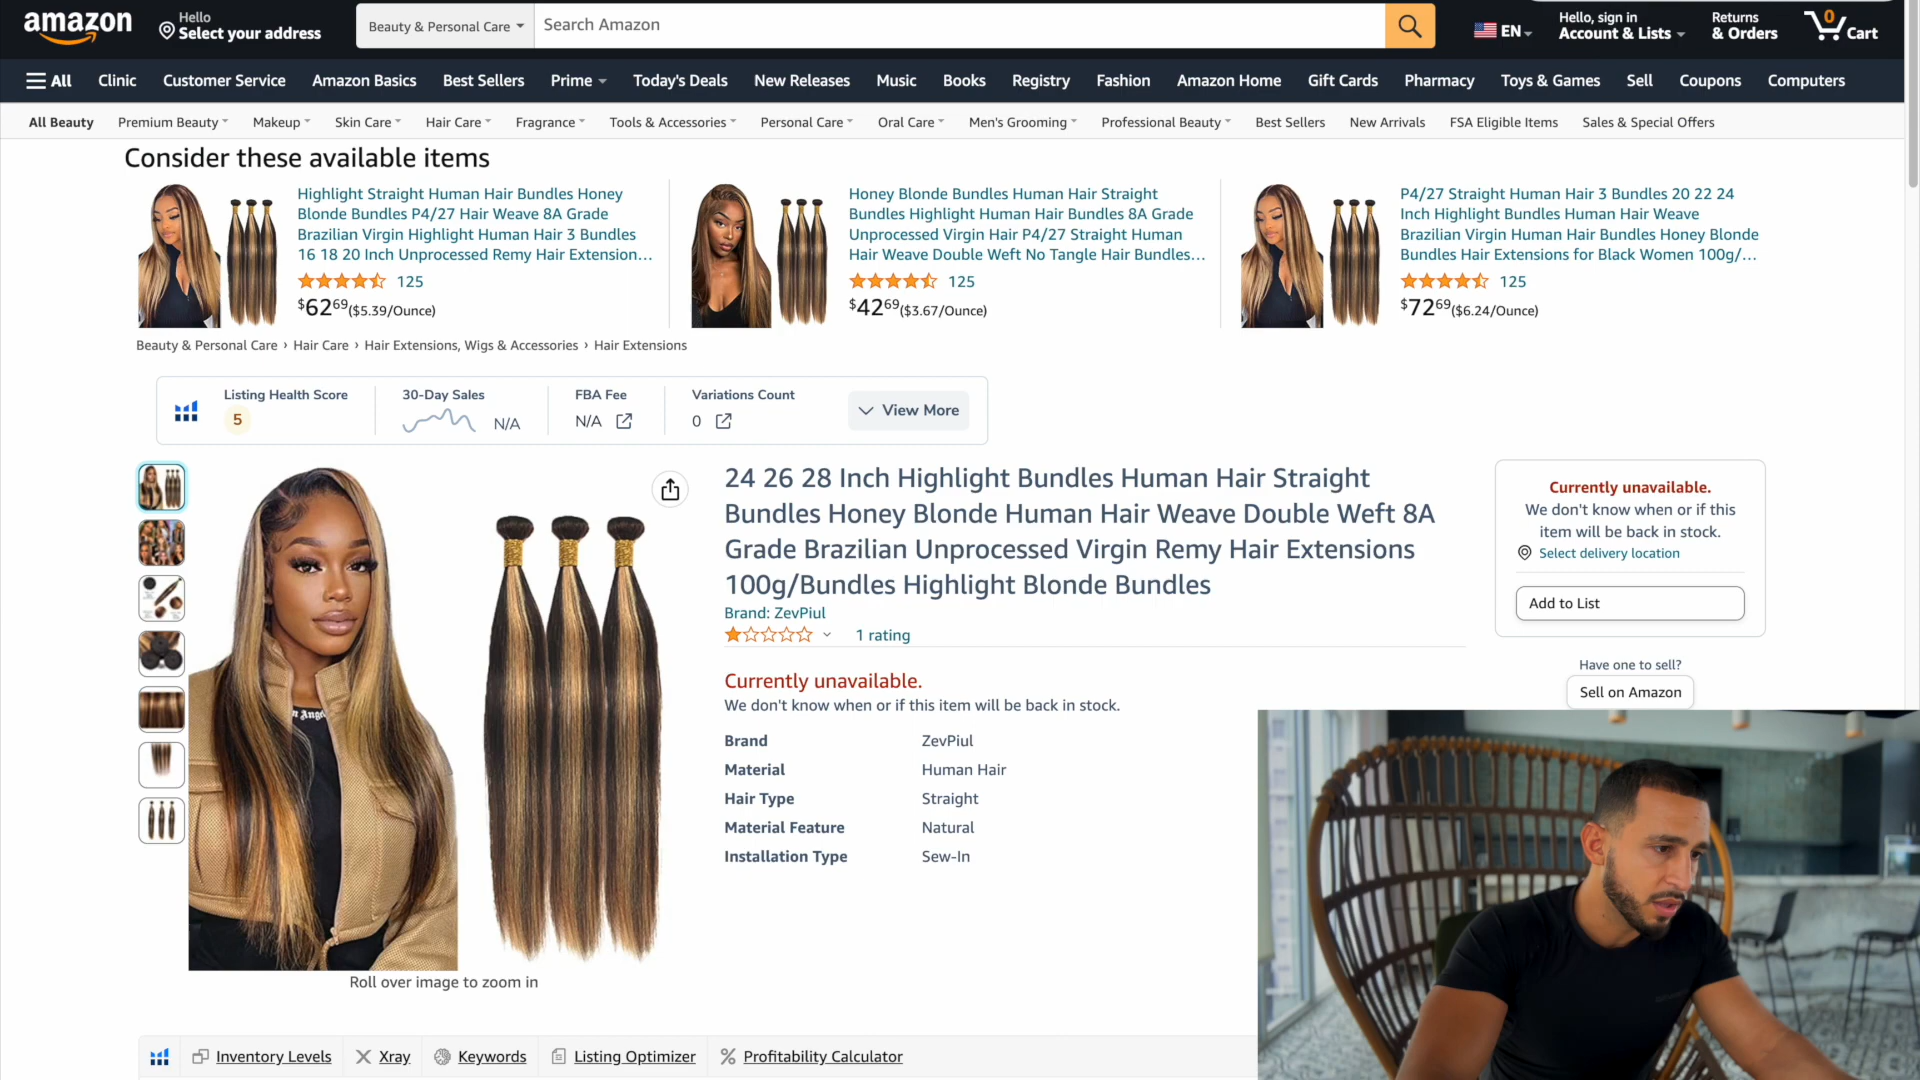 amazon
Hello
Select your address
Beauty & Personal Care
Search Amazon
EN
Hello, sign in
Account & Lists
Returns
& Orders
0
Cart
All
Clinic
Customer Service
Amazon Basics
Best Sellers
Prime
Today's Deals
New Releases
Music
Books
Registry
Fashion
Amazon Home
Gift Cards
Pharmacy
Toys & Games
Sell
Coupons
Computers
All Beauty
Premium Beauty
Makeup
Skin Care
Hair Care
Fragrance
Tools & Accessories
Personal Care
Oral Care
Men's Grooming
Professional Beauty
Best Sellers
New Arrivals
FSA Eligible Items
Sales & Special Offers
Consider these available items
Highlight Straight Human Hair Bundles Honey
Blonde Bundles P4/27 Hair Weave 8A Grade
Brazilian Virgin Highlight Human Hair 3 Bundles
16 18 20 Inch Unprocessed Remy Hair Extension…
125
$6269($5.39/Ounce)
Honey Blonde Bundles Human Hair Straight
Bundles Highlight Human Hair Bundles 8A Grade
Unprocessed Virgin Hair P4/27 Straight Human
Hair Weave Double Weft No Tangle Hair Bundles…
125
$4269($3.67/Ounce)
P4/27 Straight Human Hair 3 Bundles 20 22 24
Inch Highlight Bundles Human Hair Weave
Brazilian Virgin Human Hair Bundles Honey Blonde
Bundles Hair Extensions for Black Women 100g/…
125
$7269($6.24/Ounce)
Beauty & Personal Care › Hair Care › Hair Extensions, Wigs & Accessories › Hair Extensions
Listing Health Score
5
30-Day Sales
N/A
FBA Fee
N/A
Variations Count
0
View More
24 26 28 Inch Highlight Bundles Human Hair Straight
Bundles Honey Blonde Human Hair Weave Double Weft 8A
Grade Brazilian Unprocessed Virgin Remy Hair Extensions
100g/Bundles Highlight Blonde Bundles
Brand: ZevPiul
1 rating
Currently unavailable.
We don't know when or if this item will be back in stock.
Brand ZevPiul
Material Human Hair
Hair Type Straight
Material Feature Natural
Installation Type Sew-In
Currently unavailable.
We don't know when or if this
item will be back in stock.
Select delivery location
Add to List
Have one to sell?
Sell on Amazon
n Ange
Roll over image to zoom in
Inventory Levels
Xray
Keywords
Listing Optimizer
Profitability Calculator